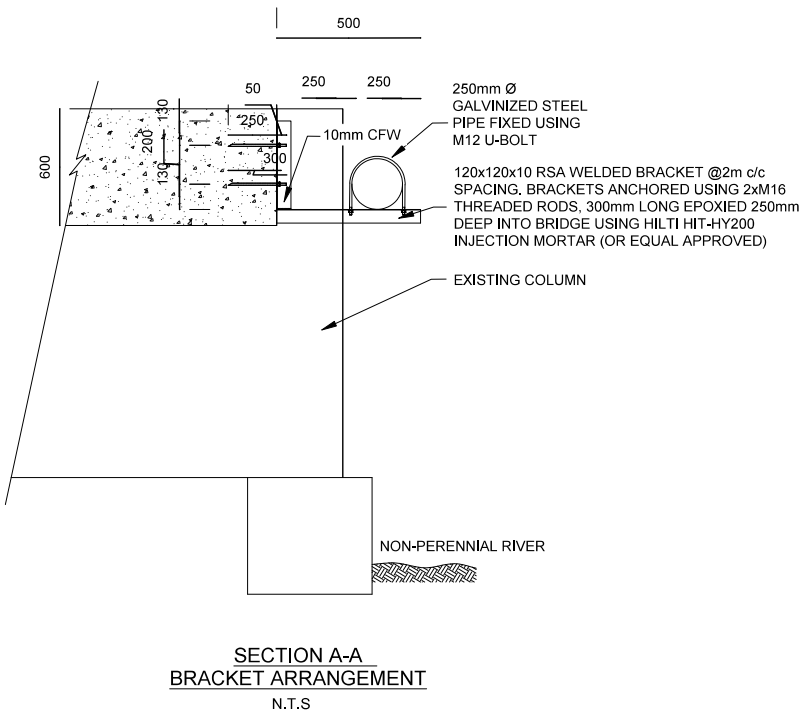 500
50
250
250
250mm Ø
GALVINIZED STEEL
PIPE FIXED USING
M12 U-BOLT
130
200
130
250
300
10mm CFW
600
120x120x10 RSA WELDED BRACKET @2m c/c
SPACING. BRACKETS ANCHORED USING 2xM16
THREADED RODS, 300mm LONG EPOXIED 250mm
DEEP INTO BRIDGE USING HILTI HIT-HY200
INJECTION MORTAR (OR EQUAL APPROVED)
EXISTING COLUMN
NON-PERENNIAL RIVER
SECTION A-A
BRACKET ARRANGEMENT
N.T.S